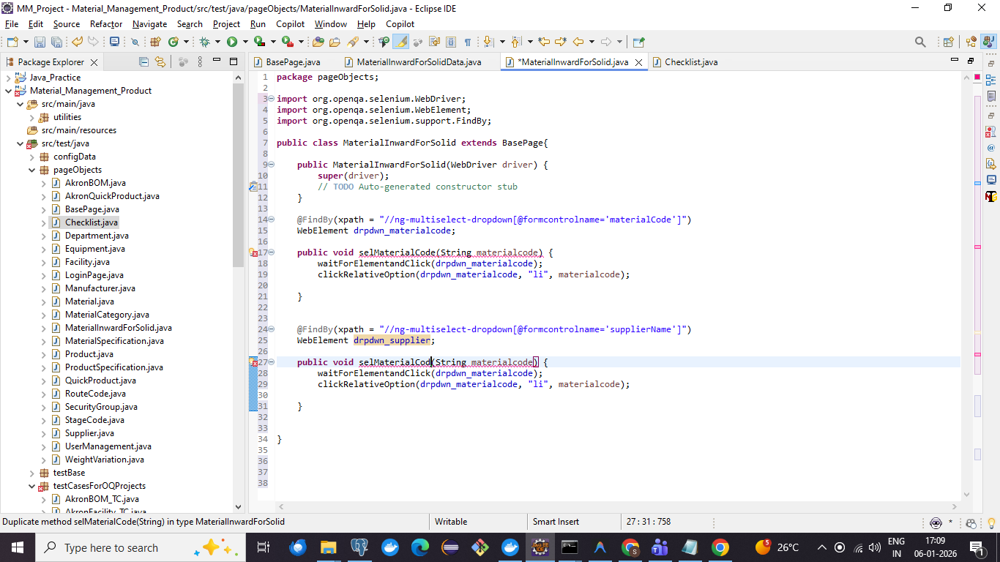 MM_Project - Material_Management_Product/src/test/java/pageObjects/MaterialInwardForSolid.java - Eclipse IDE
File Edit Source Refactor Navigate Search Project Run Copilot Window Help Copilot
Package Explorer
BasePage.java
MaterialInwardForSolidData.java
*MaterialInwardForSolid.java
Checklist.java
Java_Practice
Material_Management_Product
src/main/java
utilities
src/main/resources
src/test/java
configData
pageObjects
AkronBOM.java
AkronQuickProduct.java
BasePage.java
Checklist.java
Department.java
Equipment.java
Facility.java
LoginPage.java
Manufacturer.java
Material.java
MaterialCategory.java
MaterialInwardForSolid.java
MaterialSpecification.java
Product.java
ProductSpecification.java
QuickProduct.java
RouteCode.java
SecurityGroup.java
StageCode.java
Supplier.java
UserManagement.java
WeightVariation.java
testBase
testCasesForOQProjects
AkronBOM_TC.java
AkronFacility_TC.java
1 package pageObjects;
2
3 import org.openqa.selenium.WebDriver;
4 import org.openqa.selenium.WebElement;
5 import org.openqa.selenium.support.FindBy;
6
7 public class MaterialInwardForSolid extends BasePage{
8
9 public MaterialInwardForSolid(WebDriver driver) {
10 super(driver);
11 // TODO Auto-generated constructor stub
12 }
13
14 @FindBy(xpath = "//ng-multiselect-dropdown[@formcontrolname='materialCode']")
15 WebElement drpdwn_materialcode;
16
17 public void selMaterialCode(String materialcode) {
18 waitForElementandClick(drpdwn_materialcode);
19 clickRelativeOption(drpdwn_materialcode, "li", materialcode);
20
21 }
22
23
24 @FindBy(xpath = "//ng-multiselect-dropdown[@formcontrolname='supplierName']")
25 WebElement drpdwn_supplier;
26
27 public void selMaterialCod(String materialcode) {
28 waitForElementandClick(drpdwn_materialcode);
29 clickRelativeOption(drpdwn_materialcode, "li", materialcode);
30
31 }
32
33
34 }
35
36
37
38
Duplicate method selMaterialCode(String) in type MaterialInwardForSolid
Writable
Smart Insert
27 : 31 : 758
Type here to search
26°C
ENG
IN
17:09
06-01-2026